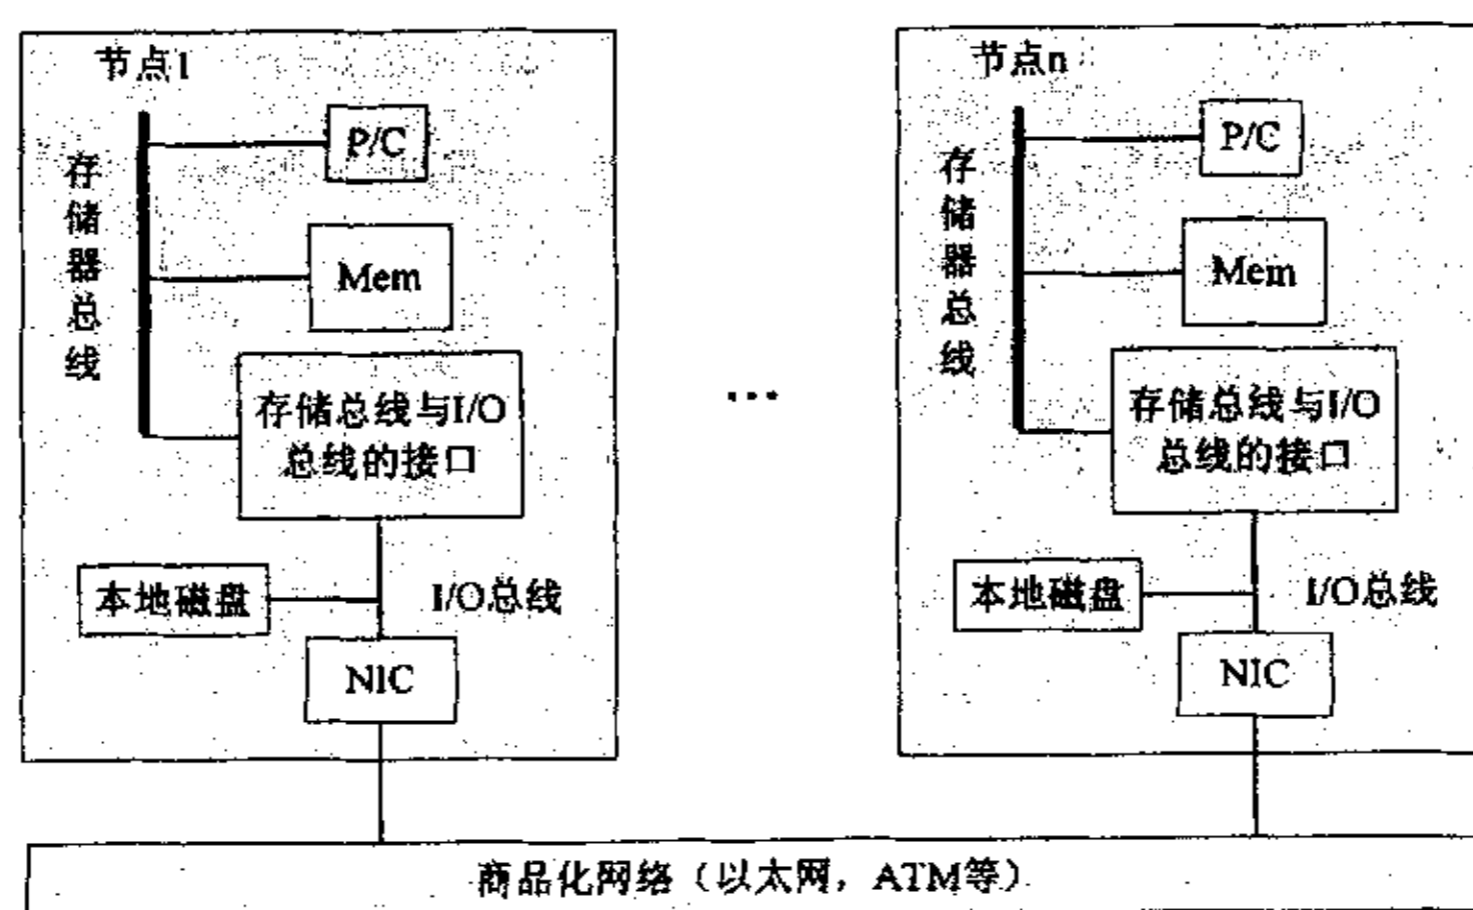 节点1
存储器总线
P/C
Mem
存储总线与I/O
总线的接口
本地磁盘
I/O总线
NIC
...
节点n
存储器总线
P/C
Mem
存储总线与I/O
总线的接口
本地磁盘
I/O总线
NIC
商品化网络（以太网，ATM等）